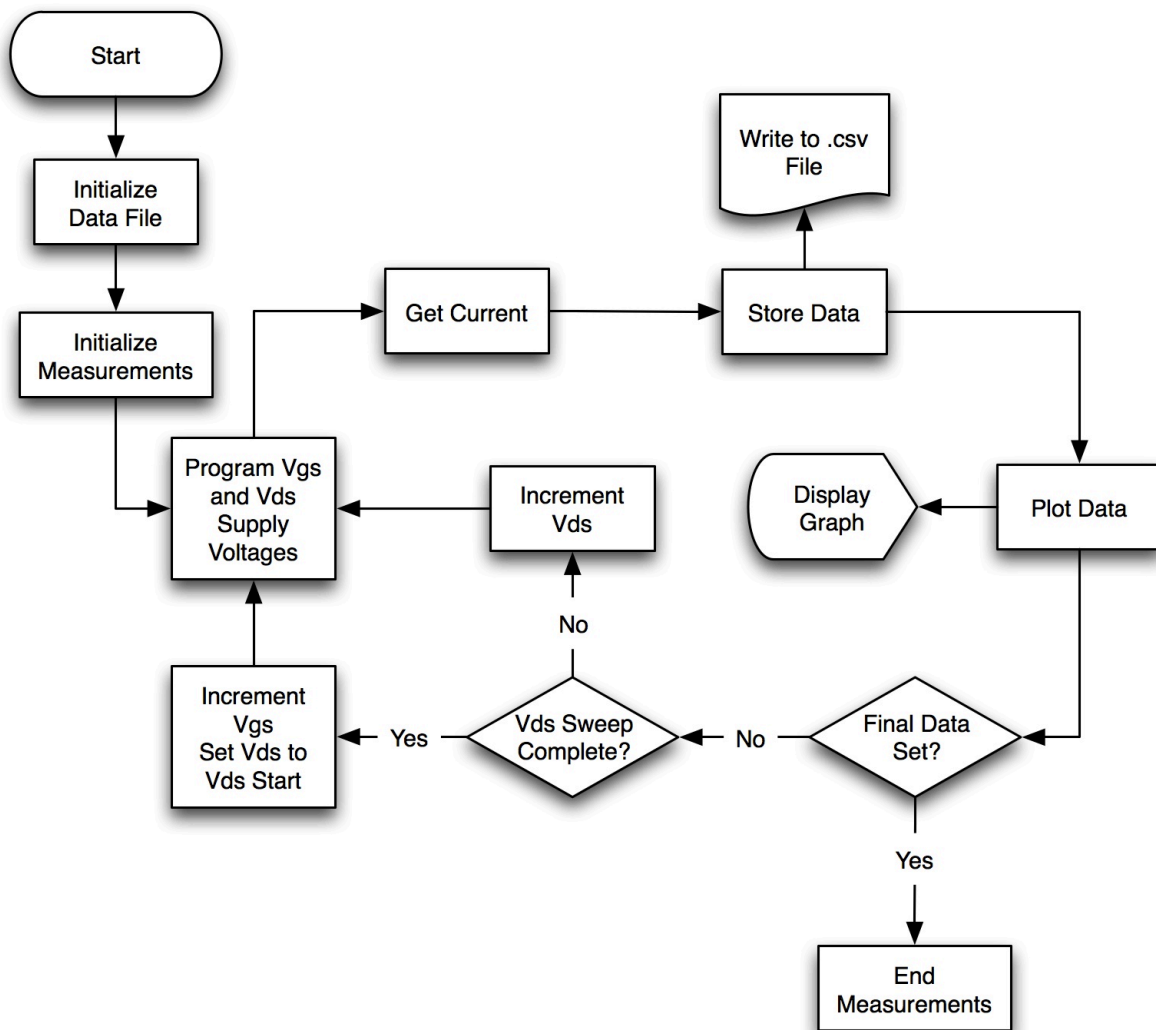 Start
Initialize
Data File
Initialize
Measurements
Program Vgs
and Vds
Supply
Voltages
Get Current
Store Data
Write to .csv
File
Plot Data
Display
Graph
Final Data
Set?
No
Yes
End
Measurements
Vds Sweep
Complete?
No
Increment
Vds
Yes
Increment
Vgs
Set Vds to
Vds Start